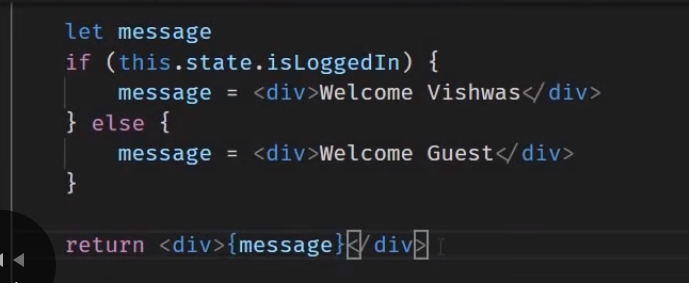 let message
if (this.state.isLoggedIn) {
message = <div>Welcome Vishwas</div>
} else {
message = <div>Welcome Guest</div>
}
return <div>{message}</div>